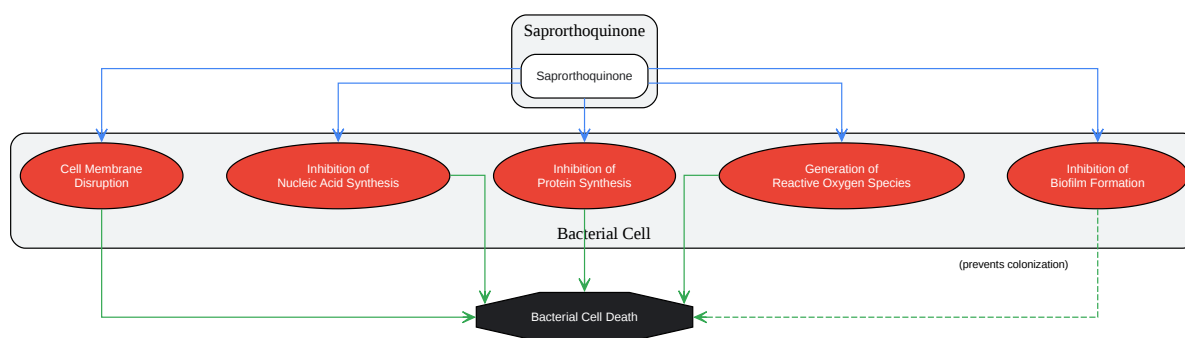 Saprorthoquinone
Saprorthoquinone
Cell Membrane
Disruption
Inhibition of
Nucleic Acid Synthesis
Inhibition of
Protein Synthesis
Generation of
Reactive Oxygen Species
Inhibition of
Biofilm Formation
Bacterial Cell
(prevents colonization)
Bacterial Cell Death